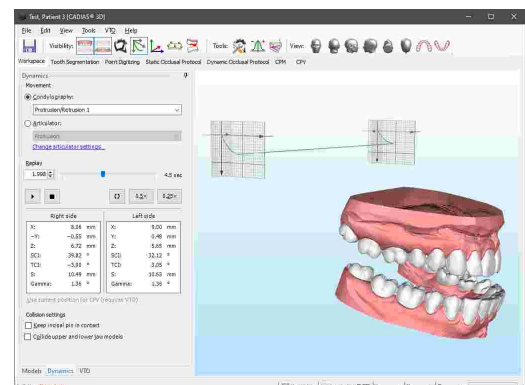 Test, Patient 3 [CADIAS® 3D]
File Edit View Tools VTO Help
Visibility: Tools: View:
Workspace Tooth Segmentation Point Digitizing Static Occlusal Protocol Dynamic Occlusal Protocol CPM CPV
Dynamics
Movement
Condylography:
Protrusion/Retrusion 1
Articulator:
Protrusion
Change articulator settings...
Replay
1.998 4.5 sec
0.5× 0.25×
Right side Left side
X: 8.06 mm X: 9.00 mm
-Y: -0.55 mm Y: 0.48 mm
Z: 6.72 mm Z: 5.65 mm
SCI: 39.82 ° SCI: 32.12 °
TCI: -3.90 ° TCI: 3.05 °
S: 10.49 mm S: 10.63 mm
Gamma: 1.36 ° Gamma: 1.36 °
Use current position for CPV (requires VTO)
Collision settings
Keep incisal pin in contact
Collide upper and lower jaw models
Models Dynamics VTO